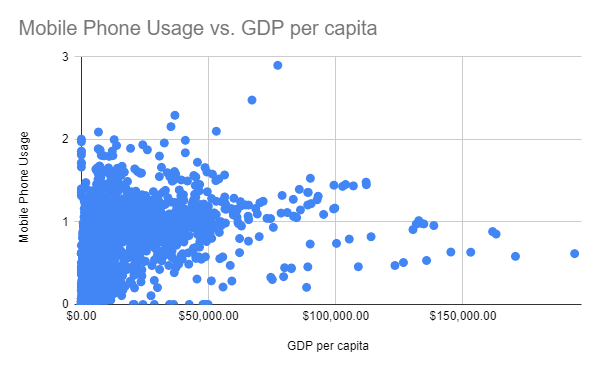 Mobile Phone Usage vs. GDP per capita
3
2
1
0
Mobile Phone Usage
$0.00 $50,000.00 $100,000.00 $150,000.00
GDP per capita